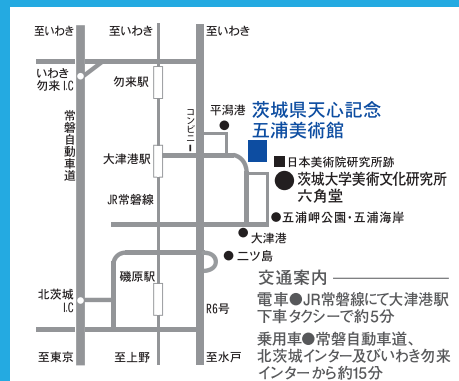 至いわき
至いわき
至いわき
いわき
勿来I.C
勿来駅
常磐自動車道
コンビニー
平潟港
茨城県天心記念
五浦美術館
大津港駅
日本美術院研究所跡
茨城大学美術文化研究所
六角堂
JR常磐線
五浦岬公園・五浦海岸
大津港
二ツ島
磯原駅
北茨城
I.C
R6号
交通案内
電車●JR常磐線にて大津港駅
下車タクシーで約5分
乗用車●常磐自動車道、
北茨城インター及びいわき勿来
インターから約15分
至東京
至上野
至水戸